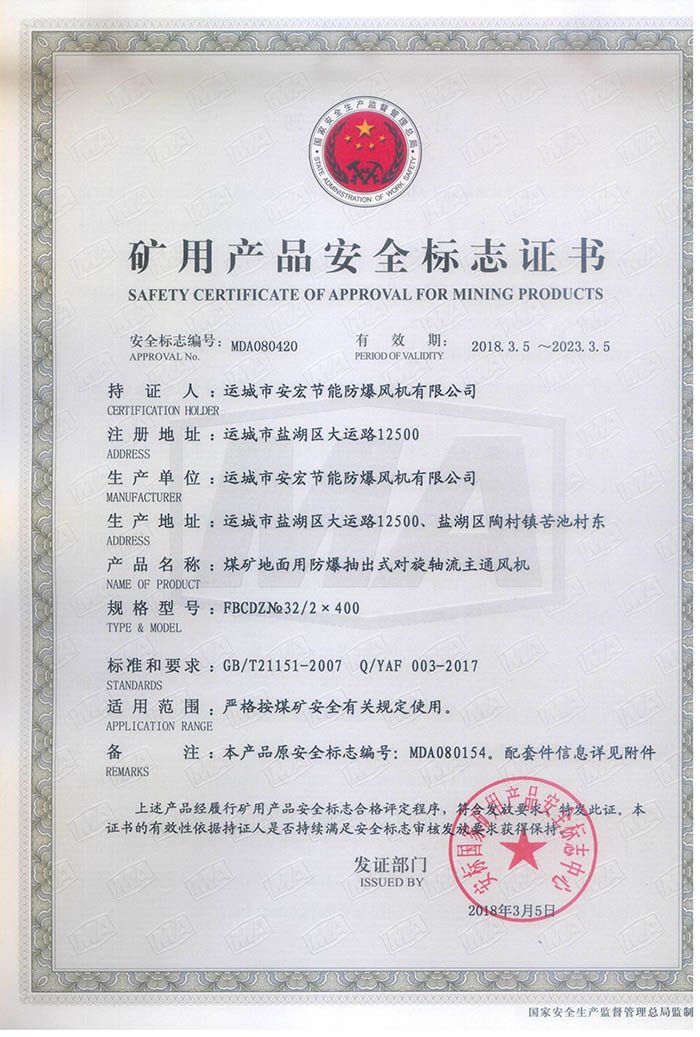 国家安全生产监督管理总局
STATE ADMINISTRATION OF WORK SAFETY
矿用产品安全标志证书
SAFETY CERTIFICATE OF APPROVAL FOR MINING PRODUCTS
安全标志编号: MDA080420 有效期: 2018.3.5 ~2023.3.5
APPROVAL No. PERIOD OF VALIDITY
持证人：运城市安宏节能防爆风机有限公司
CERTIFICATION HOLDER
注册地址：运城市盐湖区大运路12500
ADDRESS
生产单位：运城市安宏节能防爆风机有限公司
MANUFACTURER
生产地址：运城市盐湖区大运路12500、盐湖区陶村镇苦池村东
ADDRESS
产品名称：煤矿地面用防爆抽出式对旋轴流主通风机
NAME OF PRODUCT
规格型号：FBCDZ№32/2×400
TYPE & MODEL
标准和要求：GB/T21151-2007 Q/YAF 003-2017
STANDARDS
适用范围：严格按煤矿安全有关规定使用。
APPLICATION RANGE
备注：本产品原安全标志编号：MDA080154。配套件信息详见附件
REMARKS
上述产品经履行矿用产品安全标志合格评定程序，符合发放要求，特发此证。本
证书的有效性依据持证人是否持续满足安全标志审核发放要求获得保持。
发证部门
ISSUED BY
安标国家矿用产品安全标志中心
2018年3月5日
国家安全生产监督管理总局监制
MA